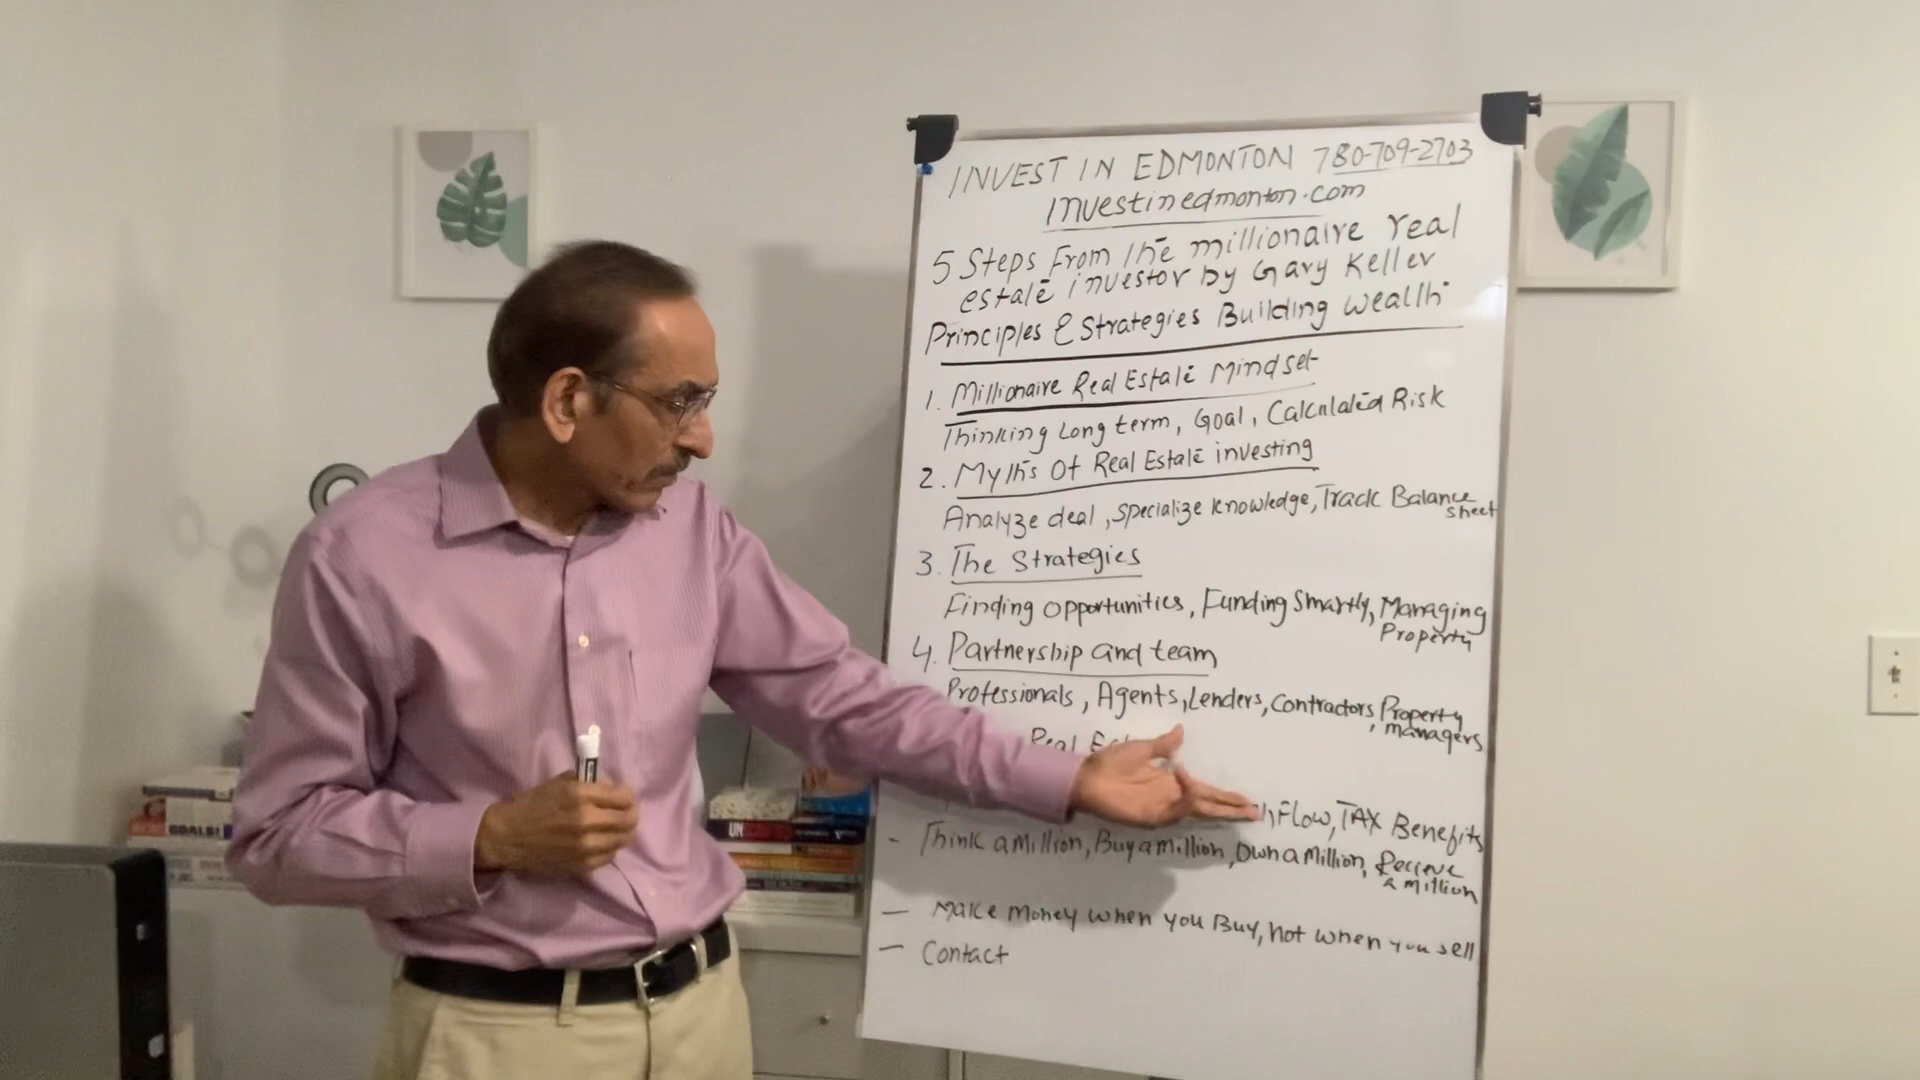 INVEST IN EDMONTON 780-709-2703
investinedmonton.com
5 Steps From The millionaire real
estate investor by Gary Keller
Principles & Strategies Building wealth
1. Millionaire Real Estate Mindset
Thinking Long term, Goal, Calculated Risk
2. Myths Of Real Estate investing
Analyze deal, Specialize knowledge, Track Balance
sheet
3. The Strategies
Finding opportunities, Funding Smartly, Managing
Property
4. Partnership and team
Professionals, Agents, Lenders, Contractors, Property
managers
Real
Flow, TAX Benefits
- Think a Million, Buy a million, Own a Million, Recieve
a million
- Make Money when you Buy, not when you sell
- Contact
GOALS!
UN